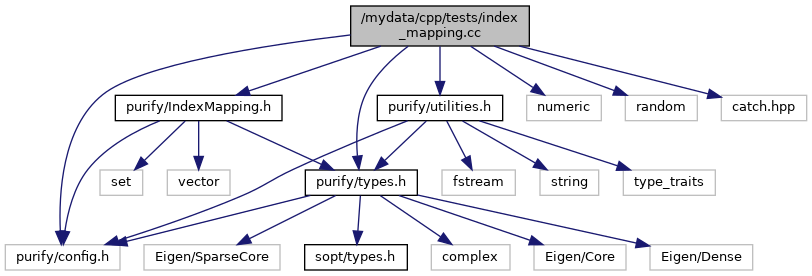 /mydata/cpp/tests/index
_mapping.cc
purify/IndexMapping.h
purify/utilities.h
numeric
random
catch.hpp
set
vector
purify/types.h
fstream
string
type_traits
purify/config.h
Eigen/SparseCore
sopt/types.h
complex
Eigen/Core
Eigen/Dense